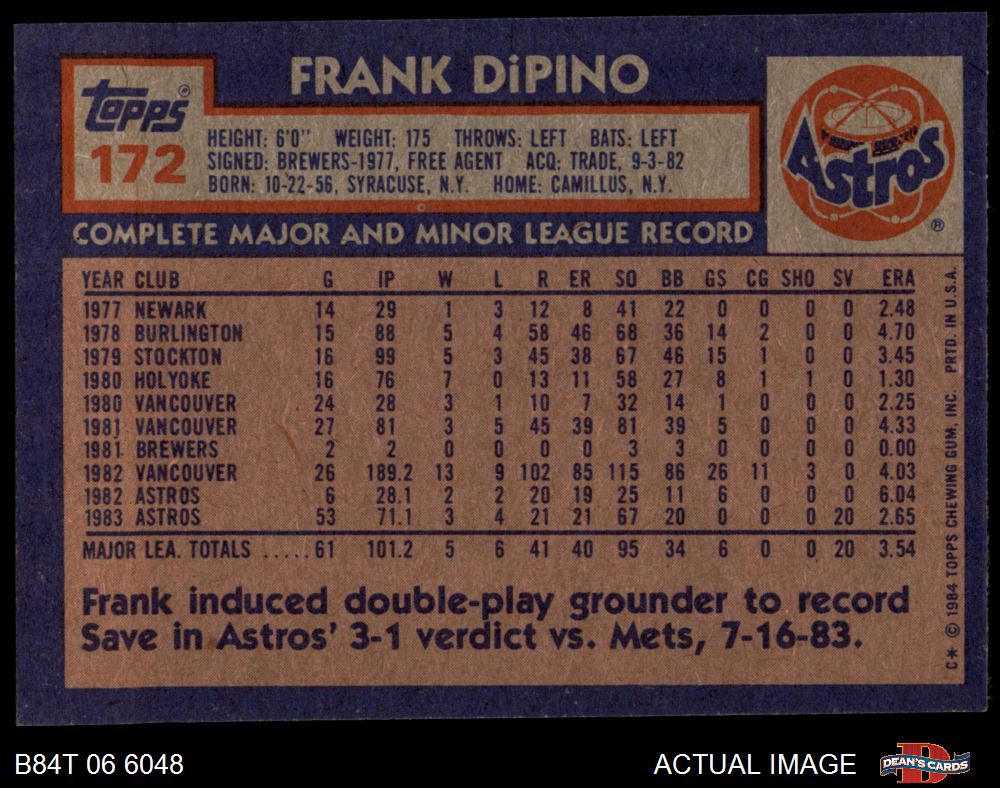 FRANK DiPINO
Topps®
172
HEIGHT: 6'0" WEIGHT: 175 THROWS: LEFT BATS: LEFT
SIGNED: BREWERS-1977, FREE AGENT ACQ: TRADE, 9-3-82
BORN: 10-22-56, SYRACUSE, N.Y. HOME: CAMILLUS, N.Y.
Astros
®
COMPLETE MAJOR AND MINOR LEAGUE RECORD
YEAR CLUB G IP W L R ER SO BB GS CG SHO SV ERA
1977 NEWARK 14 29 1 3 12 8 41 22 0 0 0 0 2.48
1978 BURLINGTON 15 88 5 4 58 46 68 36 14 2 0 0 4.70
1979 STOCKTON 16 99 5 3 45 38 67 46 15 1 0 0 3.45
1980 HOLYOKE 16 76 7 0 13 11 58 27 8 1 1 0 1.30
1980 VANCOUVER 24 28 3 1 10 7 32 14 1 0 0 0 2.25
1981 VANCOUVER 27 81 3 5 45 39 81 39 5 0 0 0 4.33
1981 BREWERS 2 2 0 0 0 0 3 3 0 0 0 0 0.00
1982 VANCOUVER 26 189.2 13 9 102 85 115 86 26 11 3 0 4.03
1982 ASTROS 6 28.1 2 2 20 19 25 11 6 0 0 0 6.04
1983 ASTROS 53 71.1 3 4 21 21 67 20 0 0 0 20 2.65
MAJOR LEA. TOTALS .....61 101.2 5 6 41 40 95 34 6 0 0 20 3.54
Frank induced double-play grounder to record
Save in Astros' 3-1 verdict vs. Mets, 7-16-83.
C* © 1984 TOPPS CHEWING GUM, INC. PRTD. IN U.S.A.
B84T 06 6048
ACTUAL IMAGE
D
DEAN'S CARDS